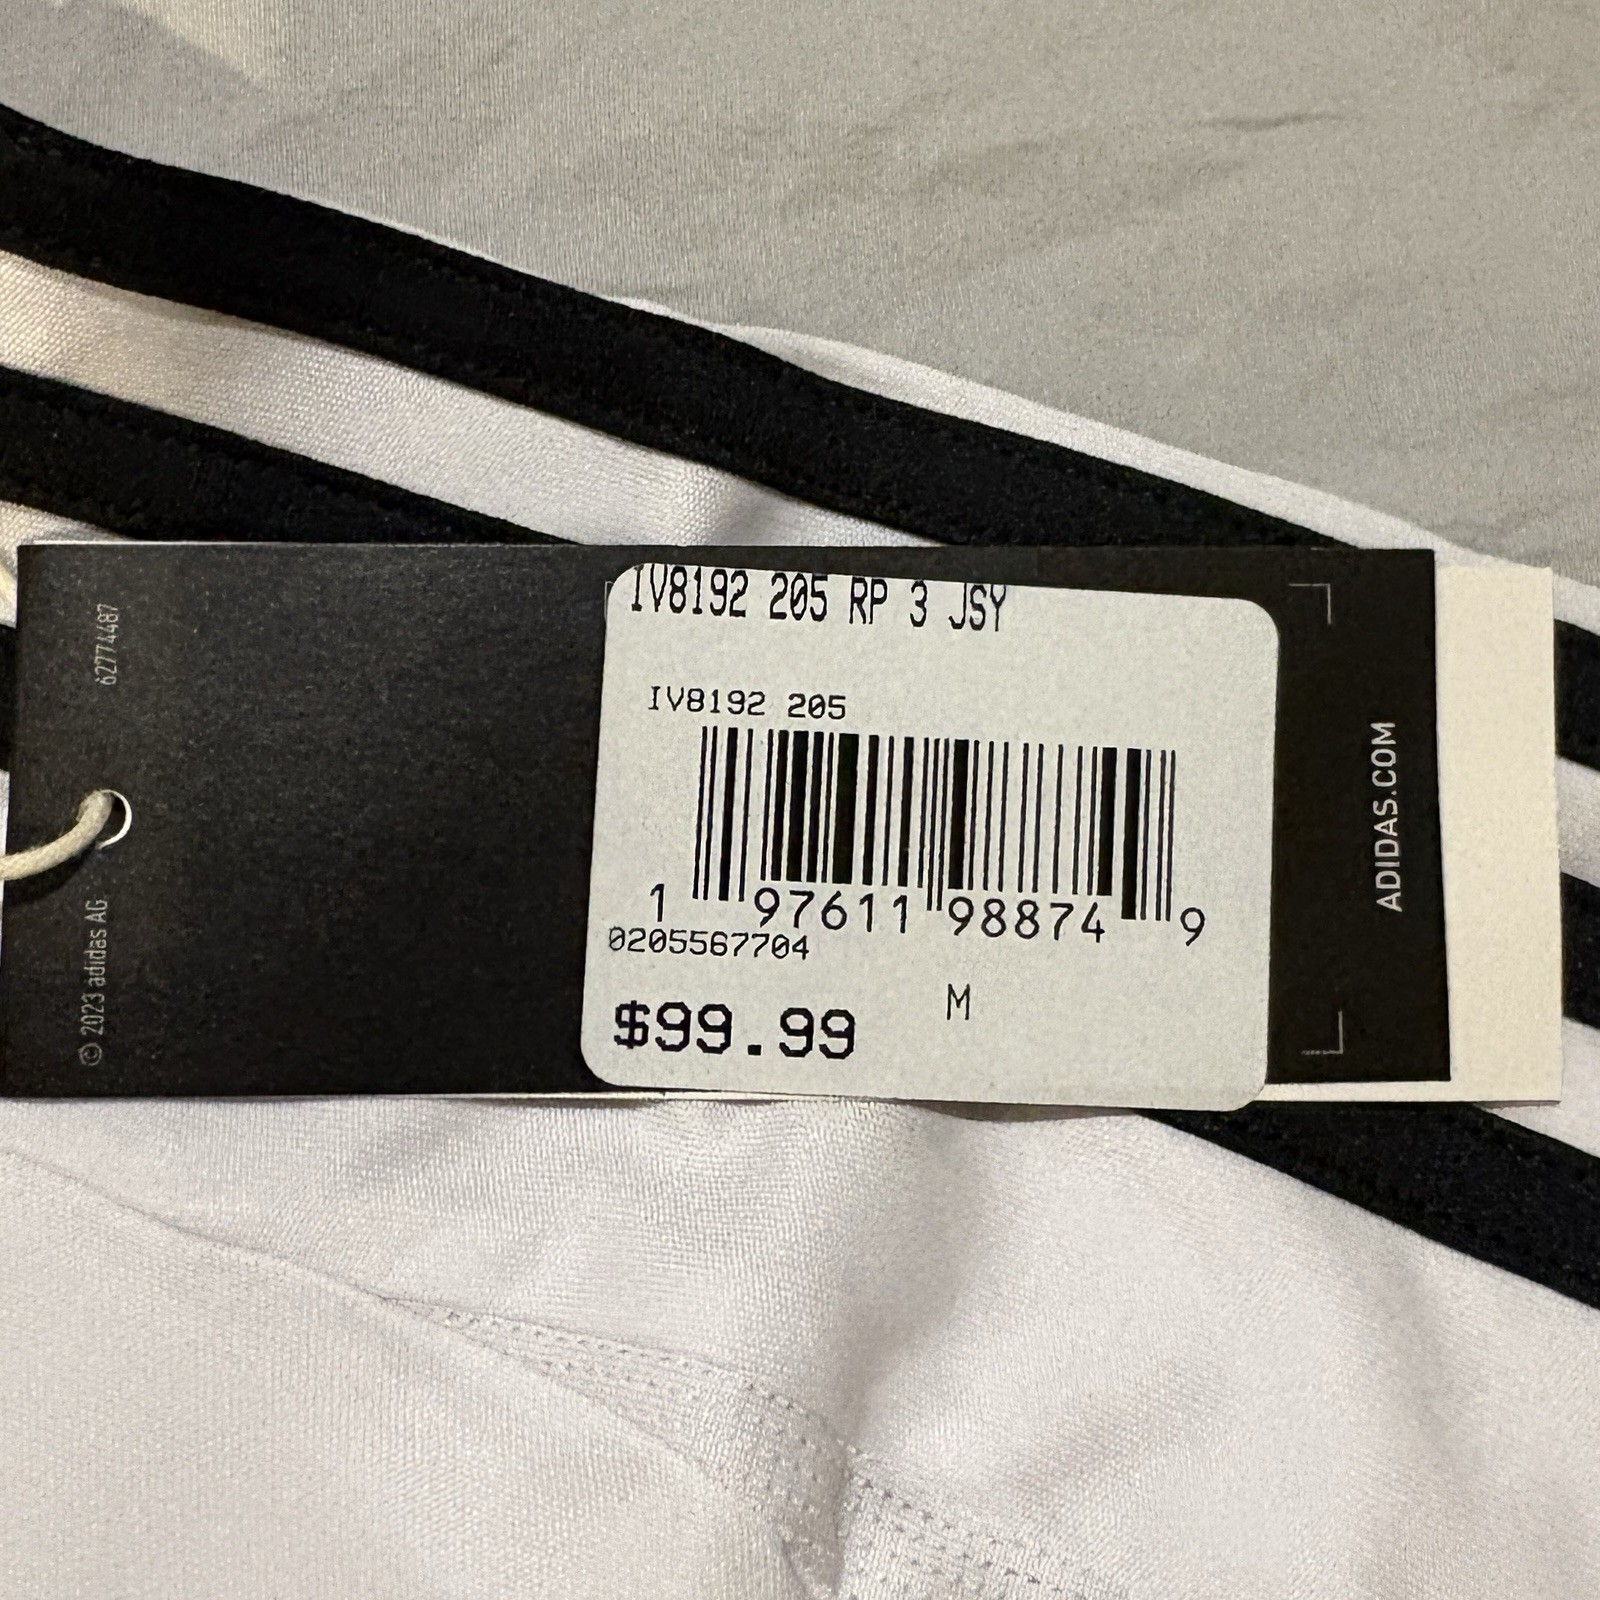 62774487
© 2023 adidas AG
IV8192 205 RP 3 JSY
IV8192 205
1 97611 98874 9
0205567704
M
$99.99
ADIDAS.COM